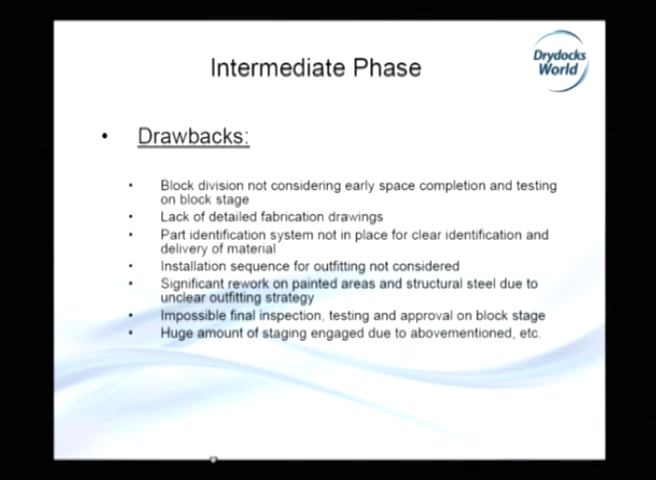 Intermediate Phase
Drydocks
World
• Drawbacks:
• Block division not considering early space completion and testing
on block stage
• Lack of detailed fabrication drawings
• Part identification system not in place for clear identification and
delivery of material
• Installation sequence for outfitting not considered
• Significant rework on painted areas and structural steel due to
unclear outfitting strategy
• Impossible final inspection, testing and approval on block stage
• Huge amount of staging engaged due to abovementioned, etc.